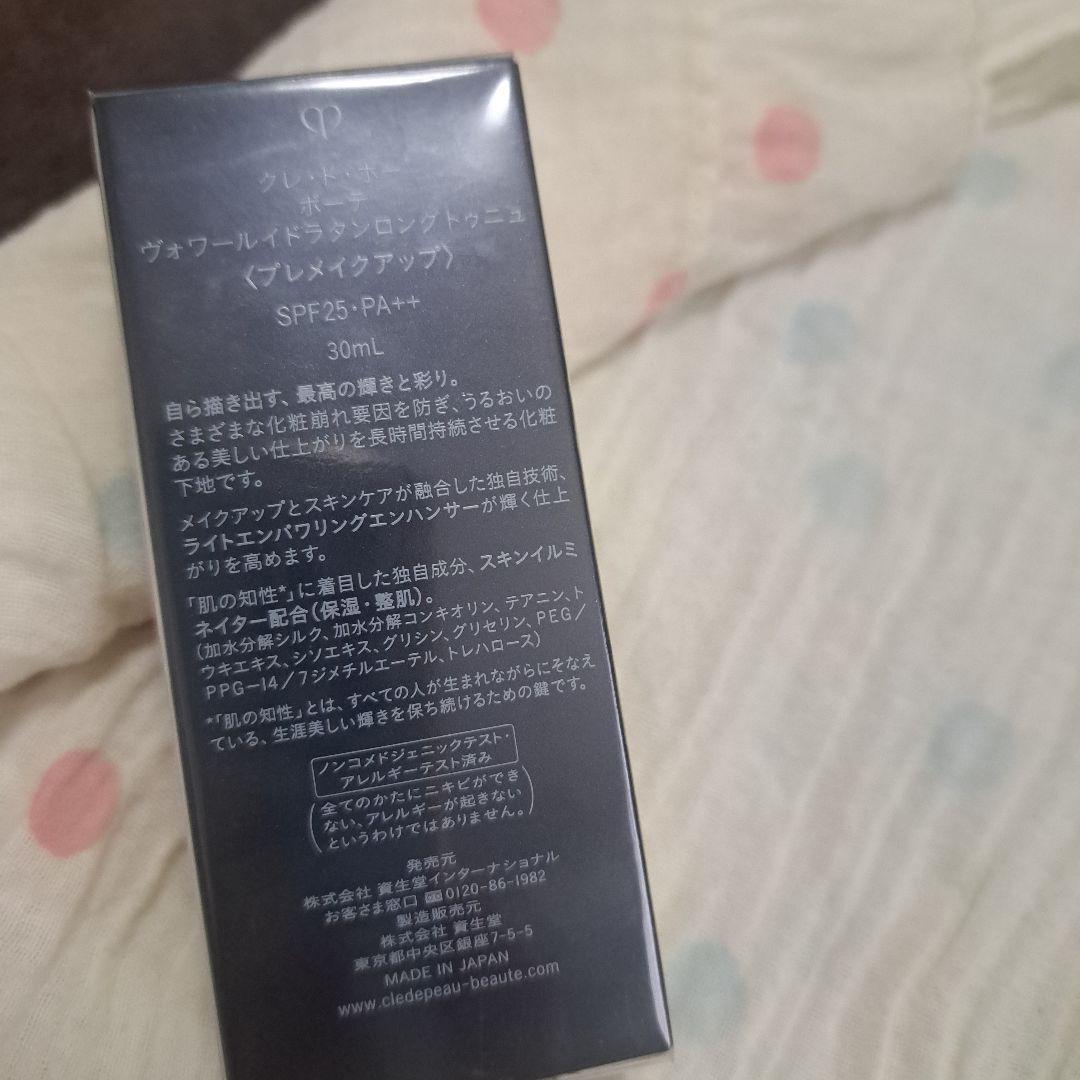 クレ・ド・ポー
ボーテ
ヴォワールイドラタンロングトゥニュ
〈プレメイクアップ〉
SPF25・PA++
30mL
自ら描き出す、最高の輝きと彩り。
さまざまな化粧崩れ要因を防ぎ、うるおいの
ある美しい仕上がりを長時間持続させる化粧
下地です。
メイクアップとスキンケアが融合した独自技術、
ライトエンパワリングエンハンサーが輝く仕上
がりを高めます。
「肌の知性*」に着目した独自成分、スキンイルミ
ネイター配合(保湿・整肌)。
(加水分解シルク、加水分解コンキオリン、テアニン、ト
ウキエキス、シソエキス、グリシン、グリセリン、PEG/
PPG-14/7ジメチルエーテル、トレハロース)
*「肌の知性」とは、すべての人が生まれながらにそなえ
ている、生涯美しい輝きを保ち続けるための鍵です。
ノンコメドジェニックテスト・
アレルギーテスト済み
(全てのかたにニキビができ
ない、アレルギーが起きない
というわけではありません。)
発売元
株式会社 資生堂インターナショナル
お客さま窓口 0120-86-1982
製造販売元
株式会社 資生堂
東京都中央区銀座7-5-5
MADE IN JAPAN
www.cledepeau-beaute.com